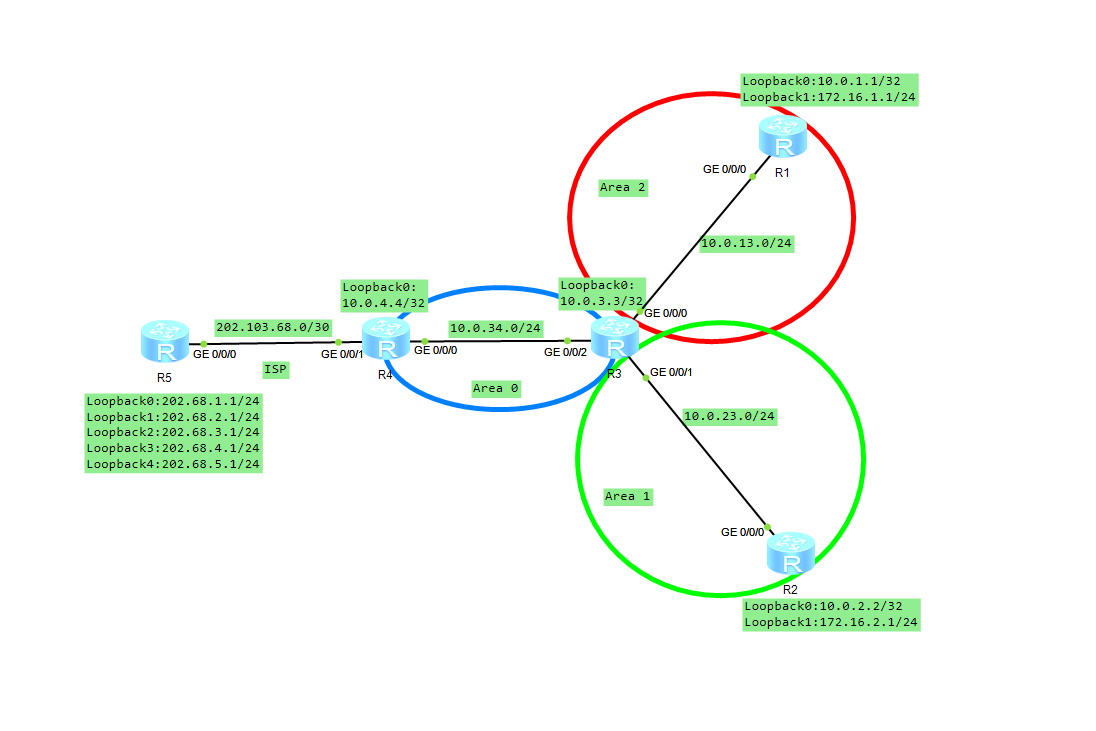 Loopback0:10.0.1.1/32
Loopback1:172.16.1.1/24
R
R1
GE 0/0/0
Area 2
10.0.13.0/24
Loopback0:
10.0.4.4/32
Loopback0:
10.0.3.3/32
GE 0/0/0
202.103.68.0/30
10.0.34.0/24
R
R
R
GE 0/0/0
GE 0/0/1
GE 0/0/0
GE 0/0/2
R5
ISP
R4
R3
GE 0/0/1
Area 0
Loopback0:202.68.1.1/24
Loopback1:202.68.2.1/24
Loopback2:202.68.3.1/24
Loopback3:202.68.4.1/24
Loopback4:202.68.5.1/24
10.0.23.0/24
Area 1
GE 0/0/0
R
R2
Loopback0:10.0.2.2/32
Loopback1:172.16.2.1/24